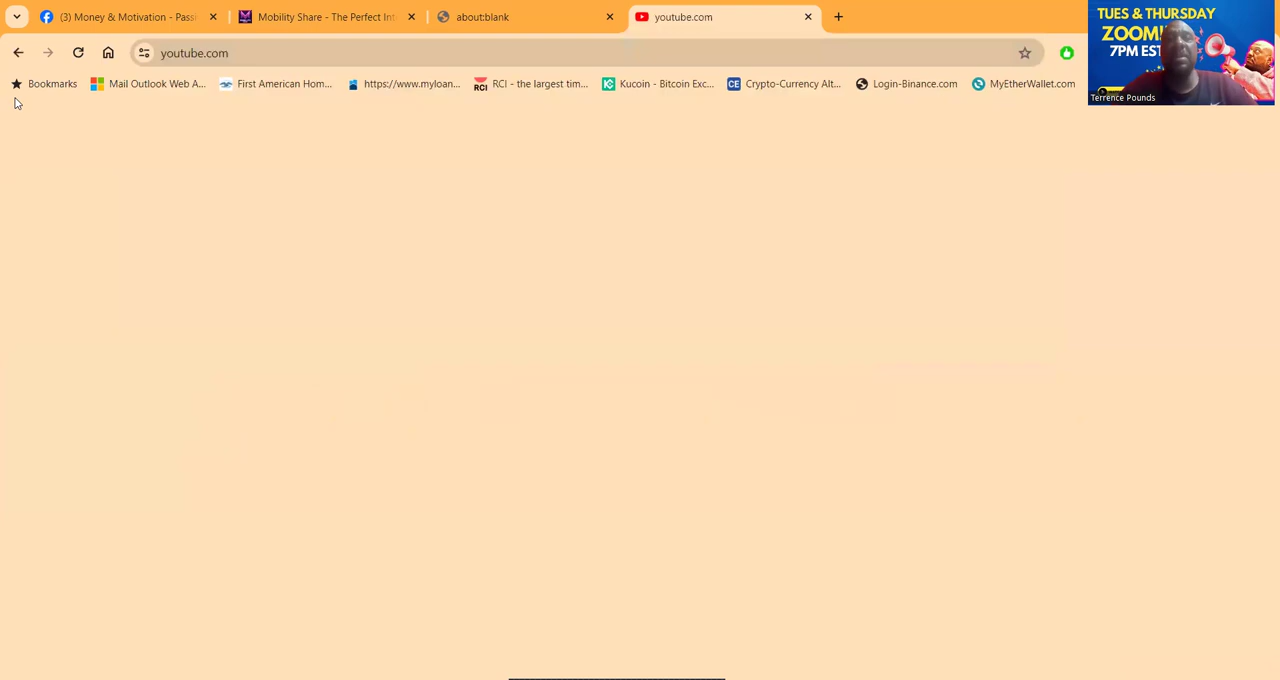 (3) Money & Motivation - Passi
Mobility Share - The Perfect Int
about:blank
youtube.com
youtube.com
Bookmarks
Mail Outlook Web A...
First American Hom...
https://www.myloan...
RCI - the largest tim...
Kucoin - Bitcoin Exc...
Crypto-Currency Alt...
Login-Binance.com
MyEtherWallet.com
TUES & THURSDAY
7PM EST
Terrence Pounds